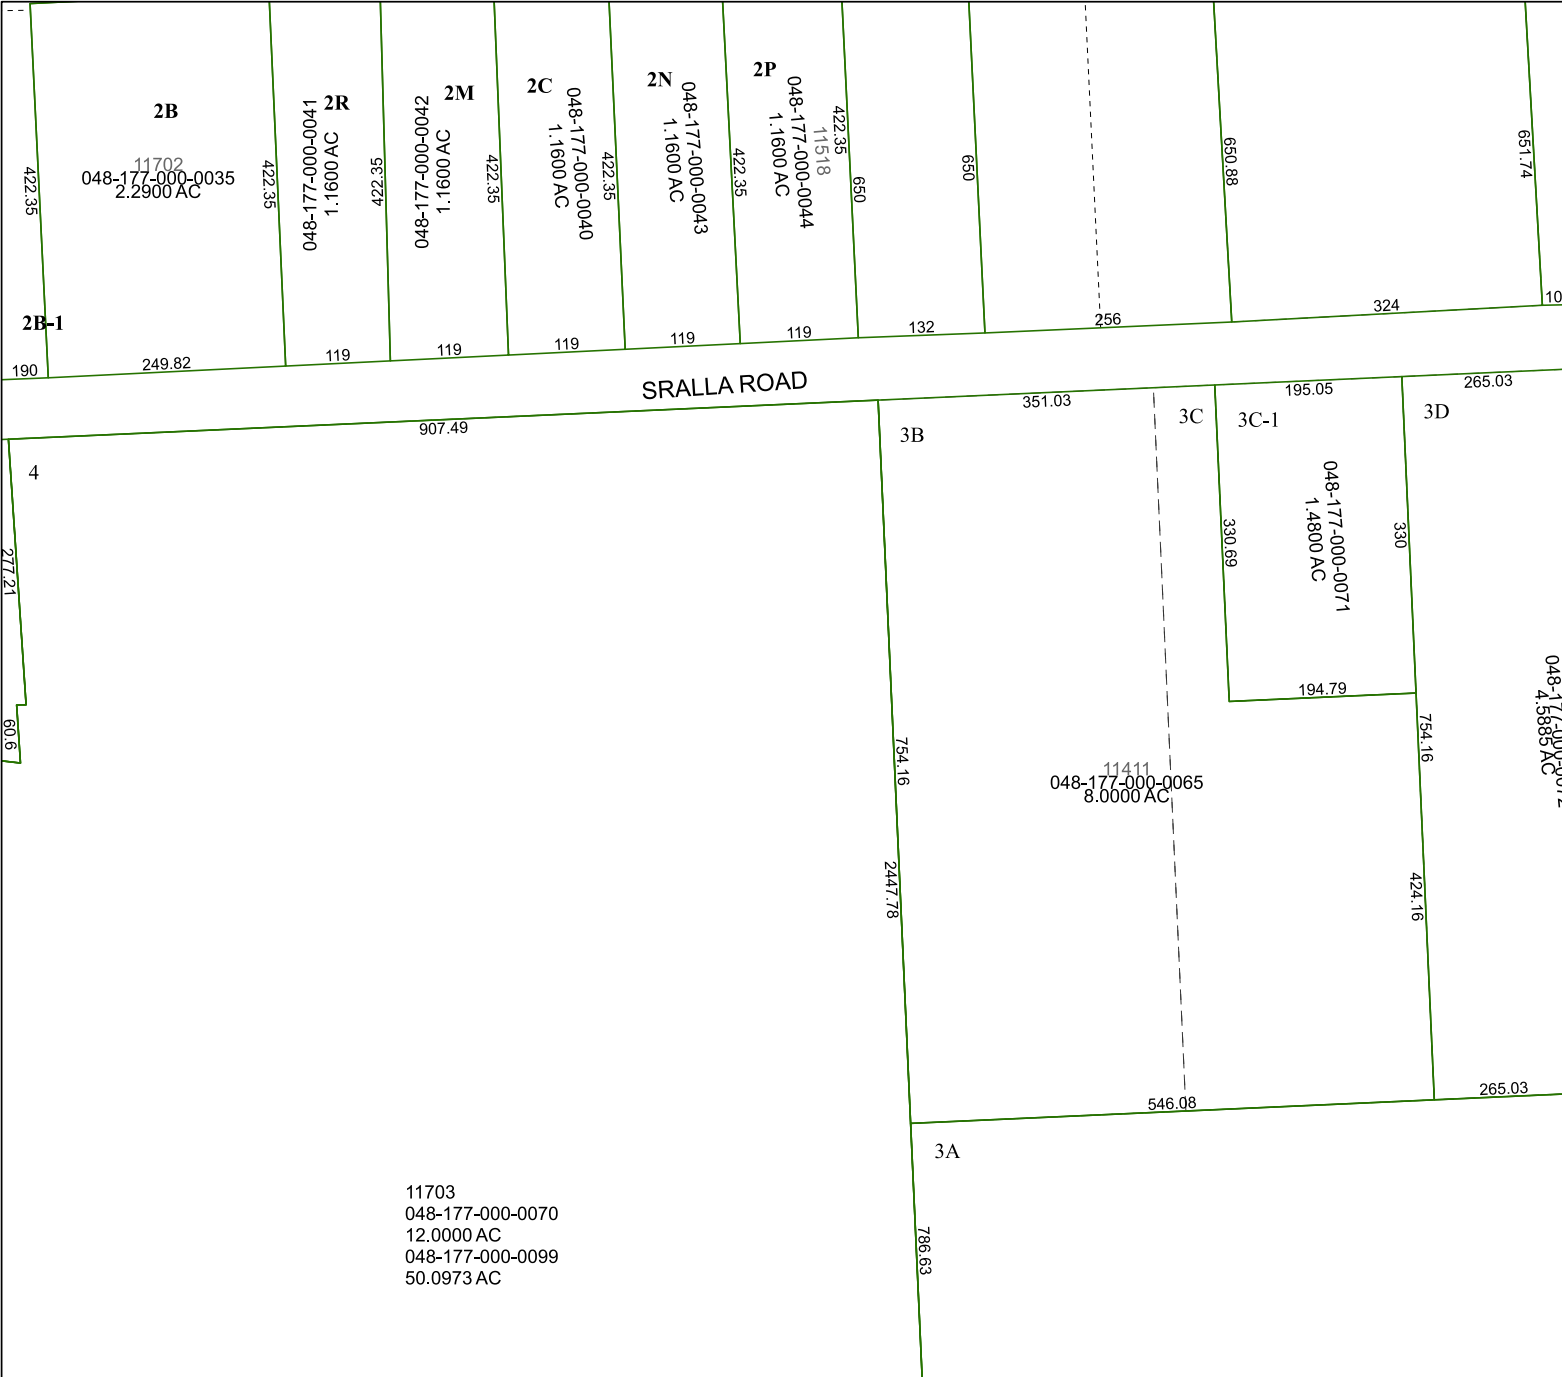 2B
11702
048-177-000-0035
2.2900 AC
422.35
2B-1
190
249.82
422.35
2R
048-177-000-0041
1.1600 AC
119
422.35
2M
048-177-000-0042
1.1600 AC
119
422.35
2C
048-177-000-0040
1.1600 AC
119
422.35
2N
048-177-000-0043
1.1600 AC
119
422.35
2P
11518
048-177-000-0044
1.1600 AC
119
422.35
650
132
650
256
650.88
324
651.74
10
SRALLA ROAD
907.49
351.03
195.05
265.03
4
277.21
60.6
3B
3C
3C-1
3D
330.69
048-177-000-0071
1.4800 AC
330
194.79
754.16
2447.78
11411
048-177-000-0065
8.0000 AC
754.16
424.16
048-177-000-0072
4.5885 AC
546.08
265.03
3A
786.63
11703
048-177-000-0070
12.0000 AC
048-177-000-0099
50.0973 AC